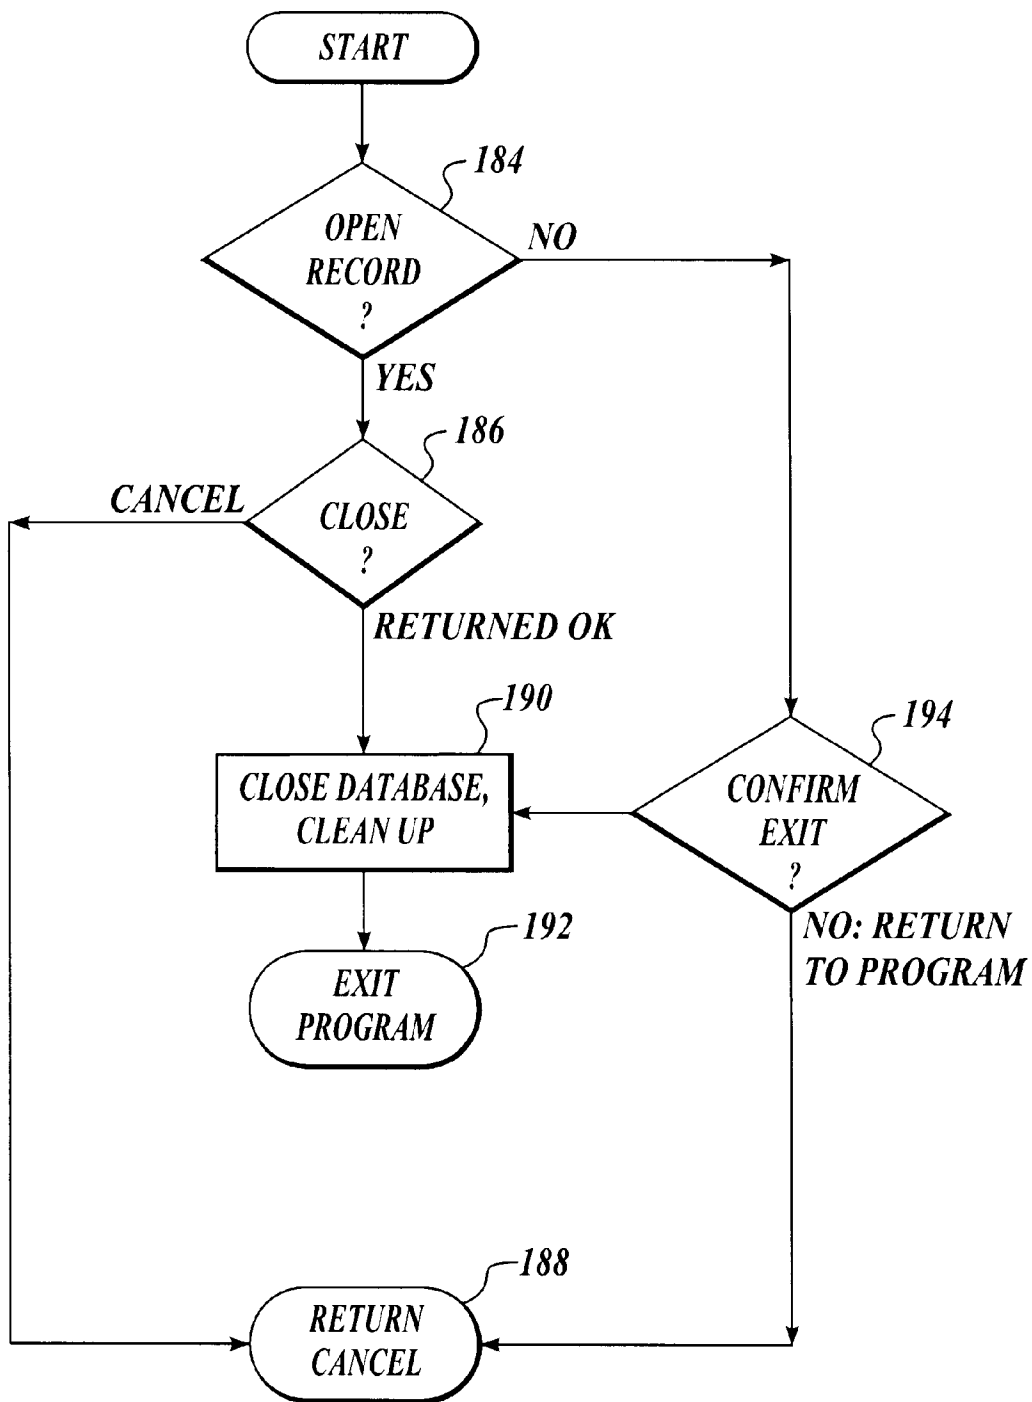 START
184
OPEN
RECORD
?
NO
YES
186
CANCEL
CLOSE
?
RETURNED OK
190
CLOSE DATABASE,
CLEAN UP
194
CONFIRM
EXIT
?
NO: RETURN
TO PROGRAM
192
EXIT
PROGRAM
188
RETURN
CANCEL